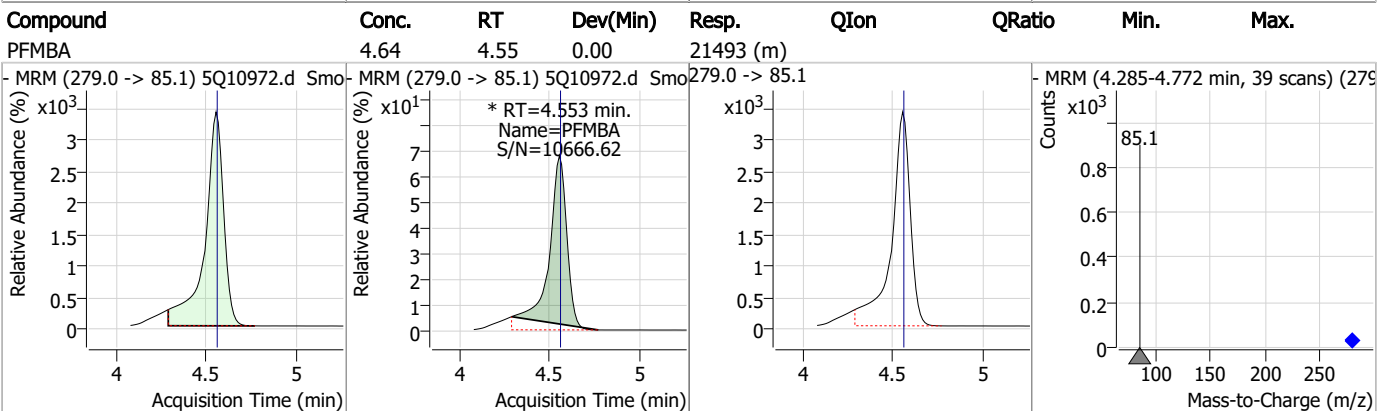 Compound Conc. RT Dev(Min) Resp. QIon QRatio Min. Max.
PFMBA 4.64 4.55 0.00 21493 (m)
- MRM (279.0 -> 85.1) 5Q10972.d Smo
Relative Abundance (%)
x10³
3
2.5
2
1.5
1
0.5
0
4 4.5 5
Acquisition Time (min)
- MRM (279.0 -> 85.1) 5Q10972.d Smo
Relative Abundance (%)
x10¹
* RT=4.553 min.
Name=PFMBA
S/N=10666.62
7
6
5
4
3
2
1
0
4 4.5 5
Acquisition Time (min)
279.0 -> 85.1
x10³
3
2.5
2
1.5
1
0.5
0
4 4.5 5
Acquisition Time (min)
- MRM (4.285-4.772 min, 39 scans) (279
Counts
x10³
85.1
0.8
0.6
0.4
0.2
0
100 150 200 250
Mass-to-Charge (m/z)